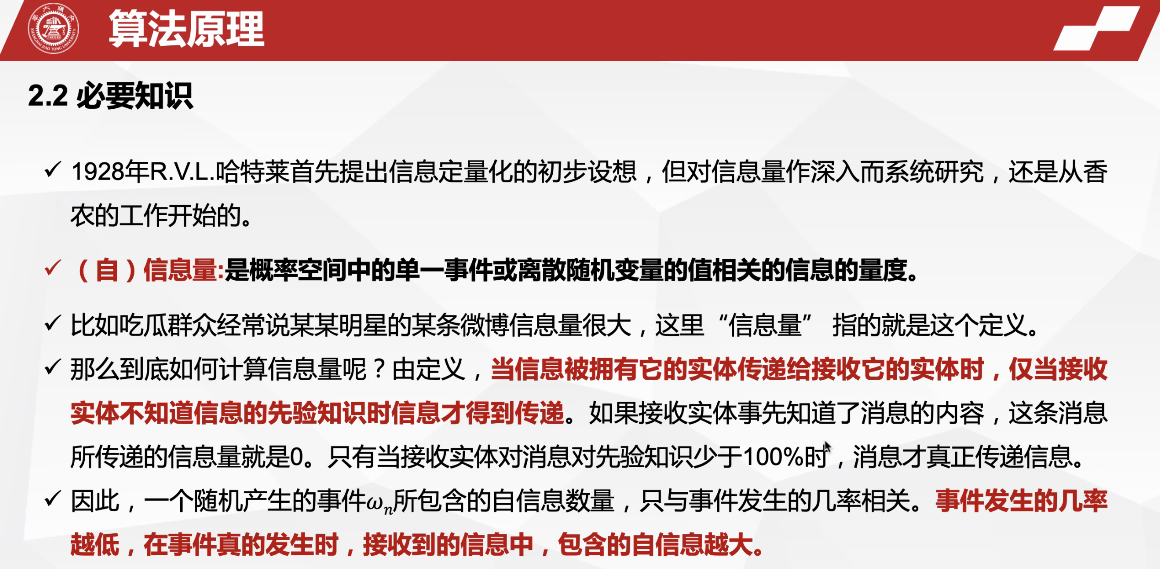 算法原理
2.2 必要知识
✓ 1928年R.V.L.哈特莱首先提出信息定量化的初步设想，但对信息量作深入而系统研究，还是从香
农的工作开始的。
✓ （自）信息量:是概率空间中的单一事件或离散随机变量的值相关的信息的量度。
✓ 比如吃瓜群众经常说某某明星的某条微博信息量很大，这里“信息量” 指的就是这个定义。
✓ 那么到底如何计算信息量呢？由定义，当信息被拥有它的实体传递给接收它的实体时，仅当接收
实体不知道信息的先验知识时信息才得到传递。如果接收实体事先知道了消息的内容，这条消息
所传递的信息量就是0。只有当接收实体对消息对先验知识少于100%时，消息才真正传递信息。
✓ 因此，一个随机产生的事件ωₙ所包含的自信息数量，只与事件发生的几率相关。事件发生的几率
越低，在事件真的发生时，接收到的信息中，包含的自信息越大。